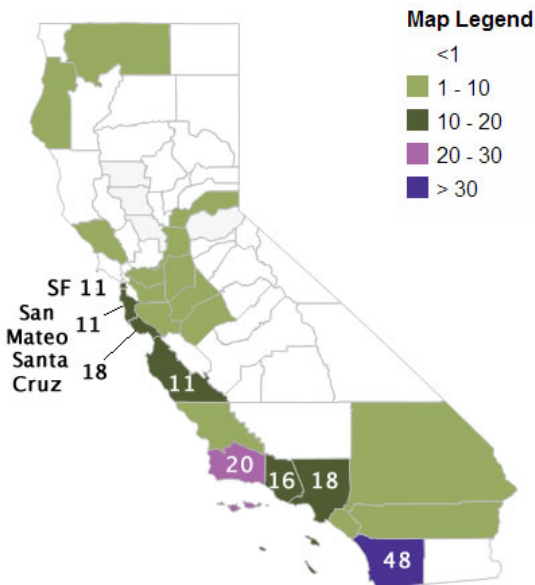 Map Legend
<1
1 - 10
10 - 20
20 - 30
> 30
SF 11
San
Mateo 11
Santa
Cruz 18
11
20
16
18
48